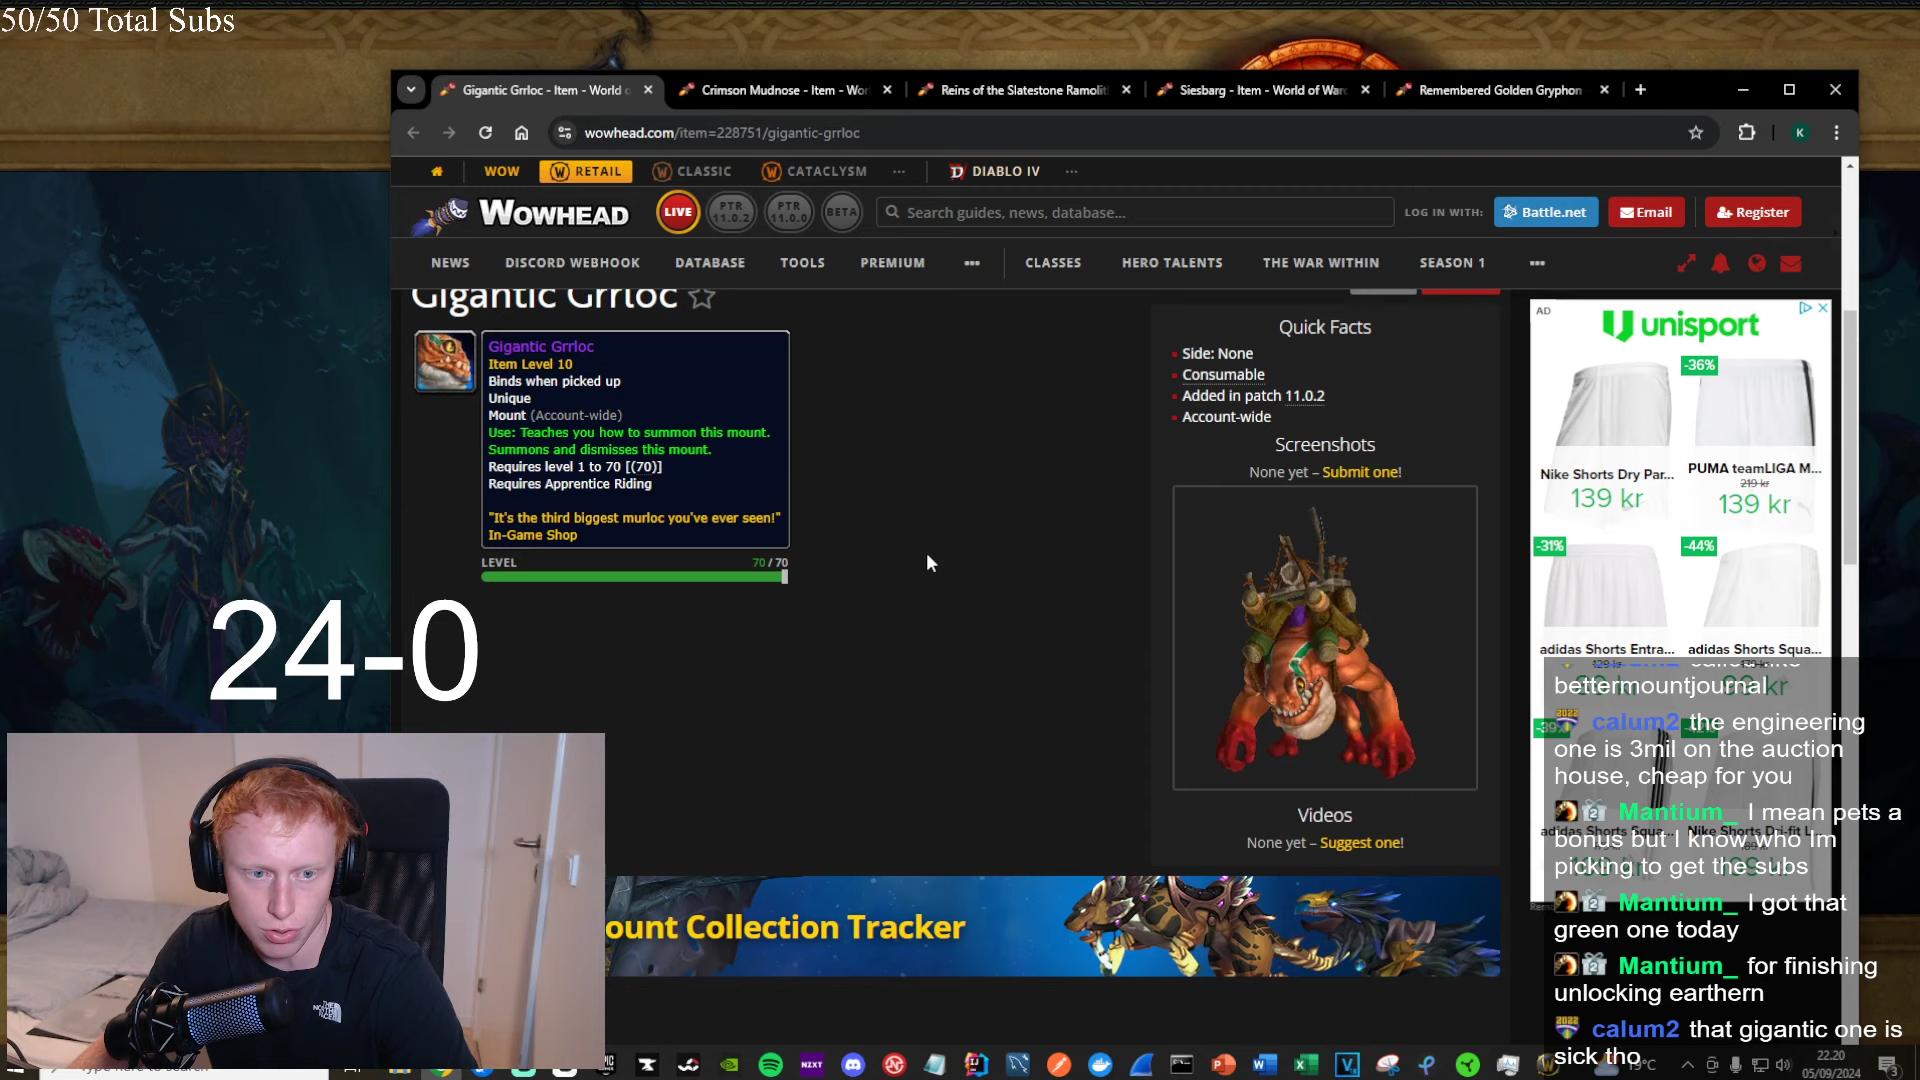 50/50 Total Subs
Gigantic Grrloc - Item - World o
Crimson Mudnose - Item - Wor
Reins of the Slatestone Ramolit
Siesbarg - Item - World of Warc
Remembered Golden Gryphon
wowhead.com/item=228751/gigantic-grrloc
K
WOW
RETAIL
CLASSIC
CATACLYSM
DIABLO IV
WOWHEAD
LIVE
PTR 11.0.2
PTR 11.0.0
BETA
Search guides, news, database...
LOG IN WITH:
Battle.net
Email
Register
NEWS
DISCORD WEBHOOK
DATABASE
TOOLS
PREMIUM
CLASSES
HERO TALENTS
THE WAR WITHIN
SEASON 1
Gigantic Grrloc
Gigantic Grrloc
Item Level 10
Binds when picked up
Unique
Mount (Account-wide)
Use: Teaches you how to summon this mount.
Summons and dismisses this mount.
Requires level 1 to 70 [(70)]
Requires Apprentice Riding
"It's the third biggest murloc you've ever seen!"
In-Game Shop
LEVEL
70 / 70
Quick Facts
Side: None
Consumable
Added in patch 11.0.2
Account-wide
Screenshots
None yet – Submit one!
Videos
None yet – Suggest one!
AD
unisport
-36%
Nike Shorts Dry Par...
139 kr
PUMA teamLIGA M...
219 kr
139 kr
-31%
-44%
adidas Shorts Entra...
adidas Shorts Squa...
24-0
ount Collection Tracker
bettermountjournal
calum2 the engineering
one is 3mil on the auction
house, cheap for you
Mantium_ I mean pets a
bonus but I know who Im
picking to get the subs
Mantium_ I got that
green one today
Mantium_ for finishing
unlocking earthern
calum2 that gigantic one is
sick tho
THE NORTH FACE
NZXT
22.20
05/09/2024